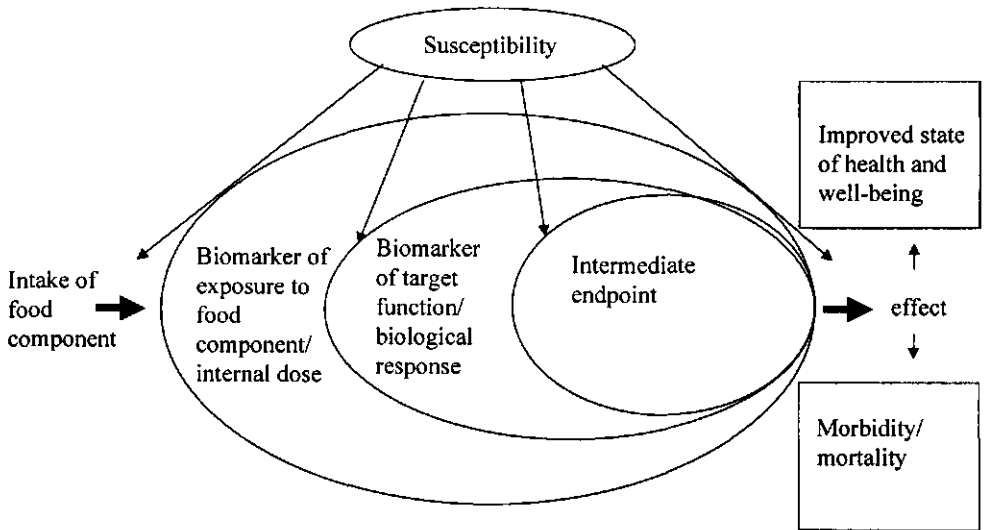 Susceptibility
Improved state
of health and
well-being
Intake of
food
component
Biomarker of
exposure to
food
component/
internal dose
Biomarker
of target
function/
biological
response
Intermediate
endpoint
effect
Morbidity/
mortality